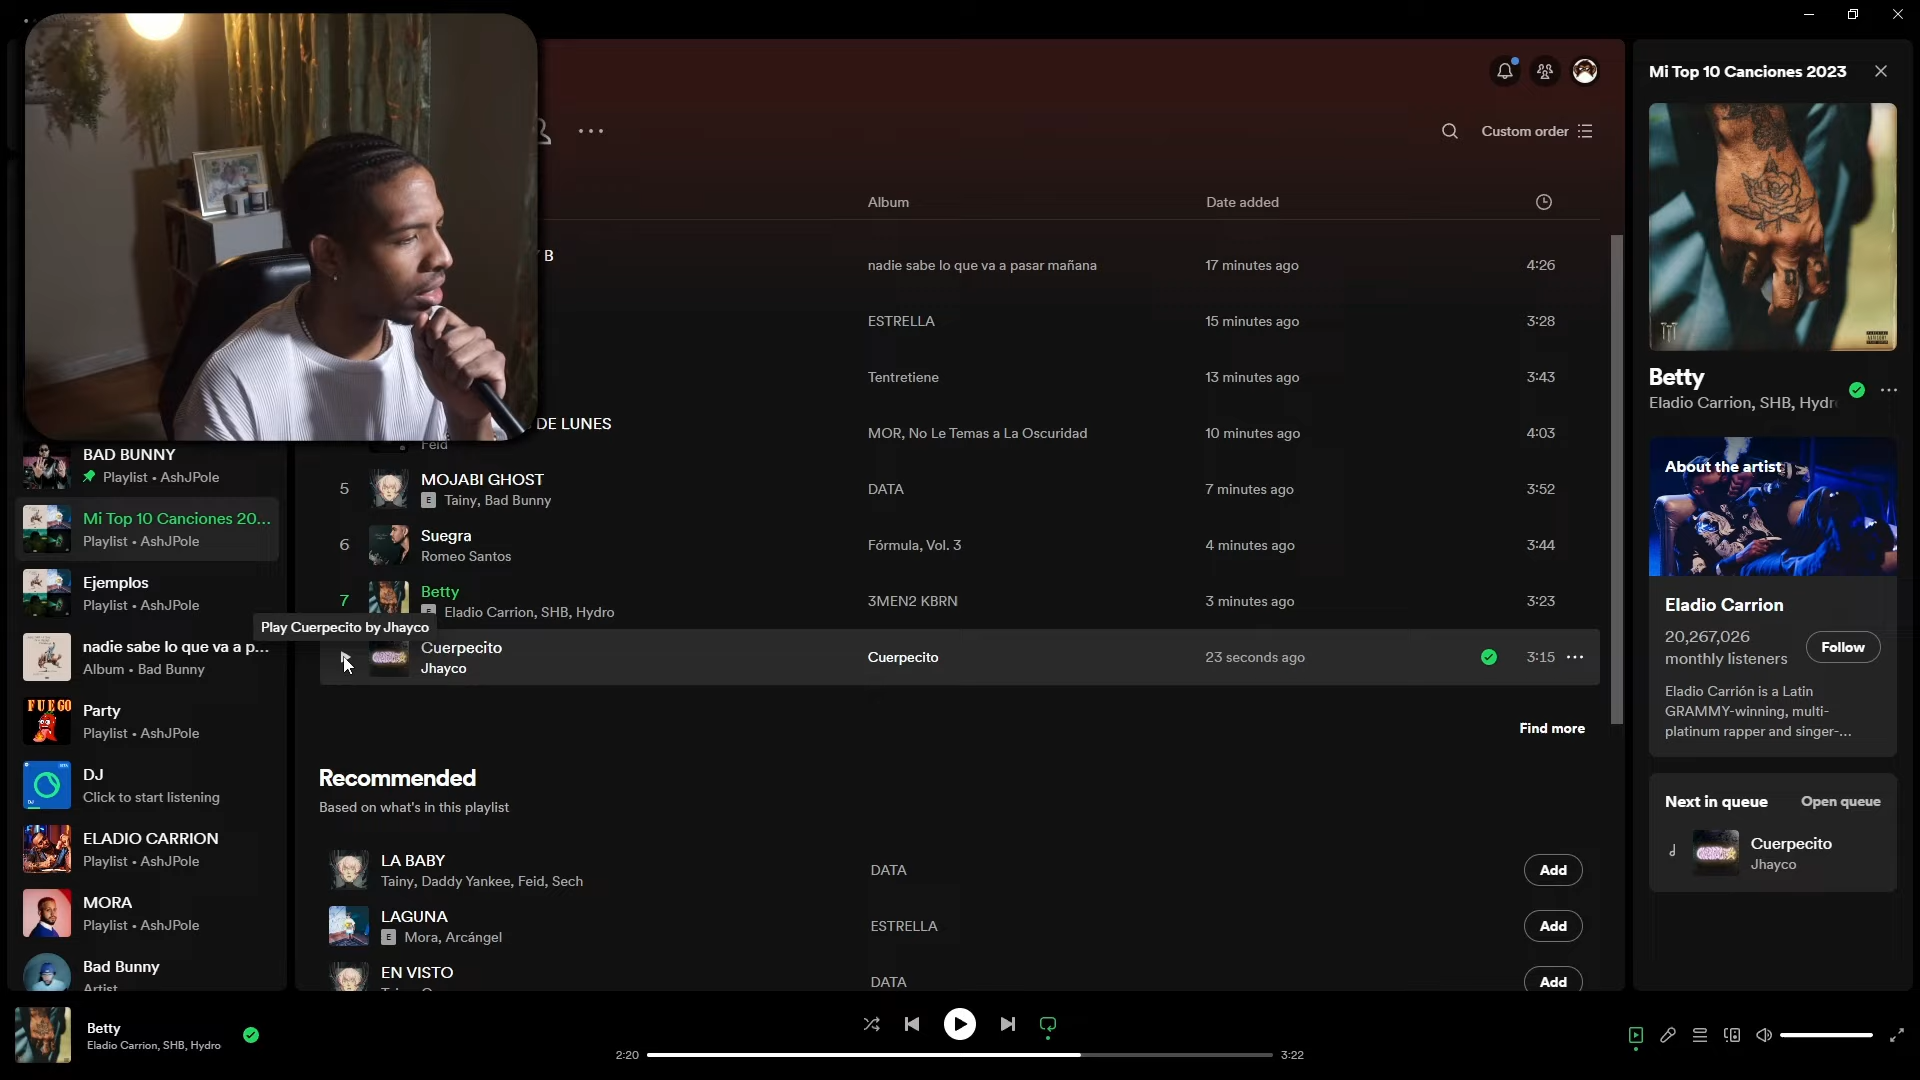 Mi Top 10 Canciones 2023
Custom order
Album
Date added
Y B
nadie sabe lo que va a pasar mañana
17 minutes ago
4:26
ESTRELLA
15 minutes ago
3:28
Tentretiene
13 minutes ago
3:43
DE LUNES
Feid
MOR, No Le Temas a La Oscuridad
10 minutes ago
4:03
5
MOJABI GHOST
E Tainy, Bad Bunny
DATA
7 minutes ago
3:52
6
Suegra
Romeo Santos
Fórmula, Vol. 3
4 minutes ago
3:44
7
Betty
E Eladio Carrion, SHB, Hydro
3MEN2 KBRN
3 minutes ago
3:23
Play Cuerpecito by Jhayco
Cuerpecito
Jhayco
Cuerpecito
23 seconds ago
3:15
Find more
Recommended
Based on what's in this playlist
LA BABY
Tainy, Daddy Yankee, Feid, Sech
DATA
Add
LAGUNA
E Mora, Arcángel
ESTRELLA
Add
EN VISTO
DATA
Add
BAD BUNNY
Playlist • AshJPole
Mi Top 10 Canciones 20...
Playlist • AshJPole
Ejemplos
Playlist • AshJPole
nadie sabe lo que va a p...
Album • Bad Bunny
FUEGO
Party
Playlist • AshJPole
DJ
Click to start listening
ELADIO CARRION
Playlist • AshJPole
MORA
Playlist • AshJPole
Bad Bunny
Artist
Betty
Eladio Carrion, SHB, Hydr
About the artist
Eladio Carrion
20,267,026
monthly listeners
Follow
Eladio Carrión is a Latin
GRAMMY-winning, multi-
platinum rapper and singer-...
Next in queue
Open queue
Cuerpecito
Jhayco
Betty
Eladio Carrion, SHB, Hydro
2:20
3:22